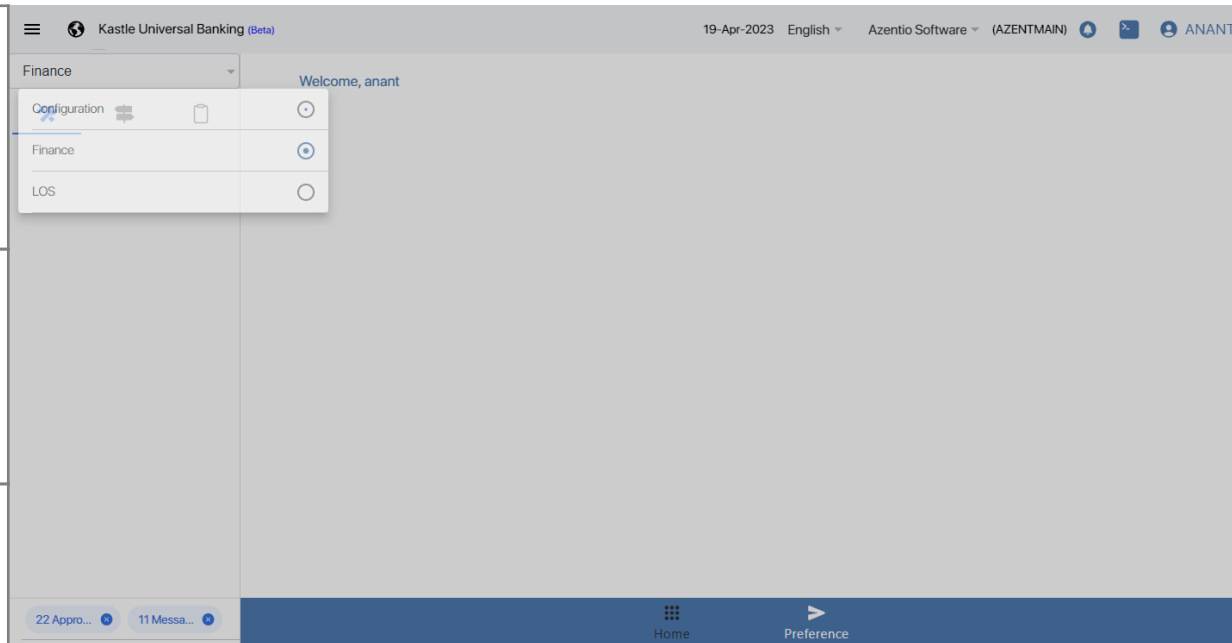 Kastle Universal Banking (Beta)
19-Apr-2023 English Azentio Software (AZENTMAIN) ANANT
Finance
Welcome, anant
Configuration
Finance
LOS
22 Appro... 11 Messa...
Home Preference